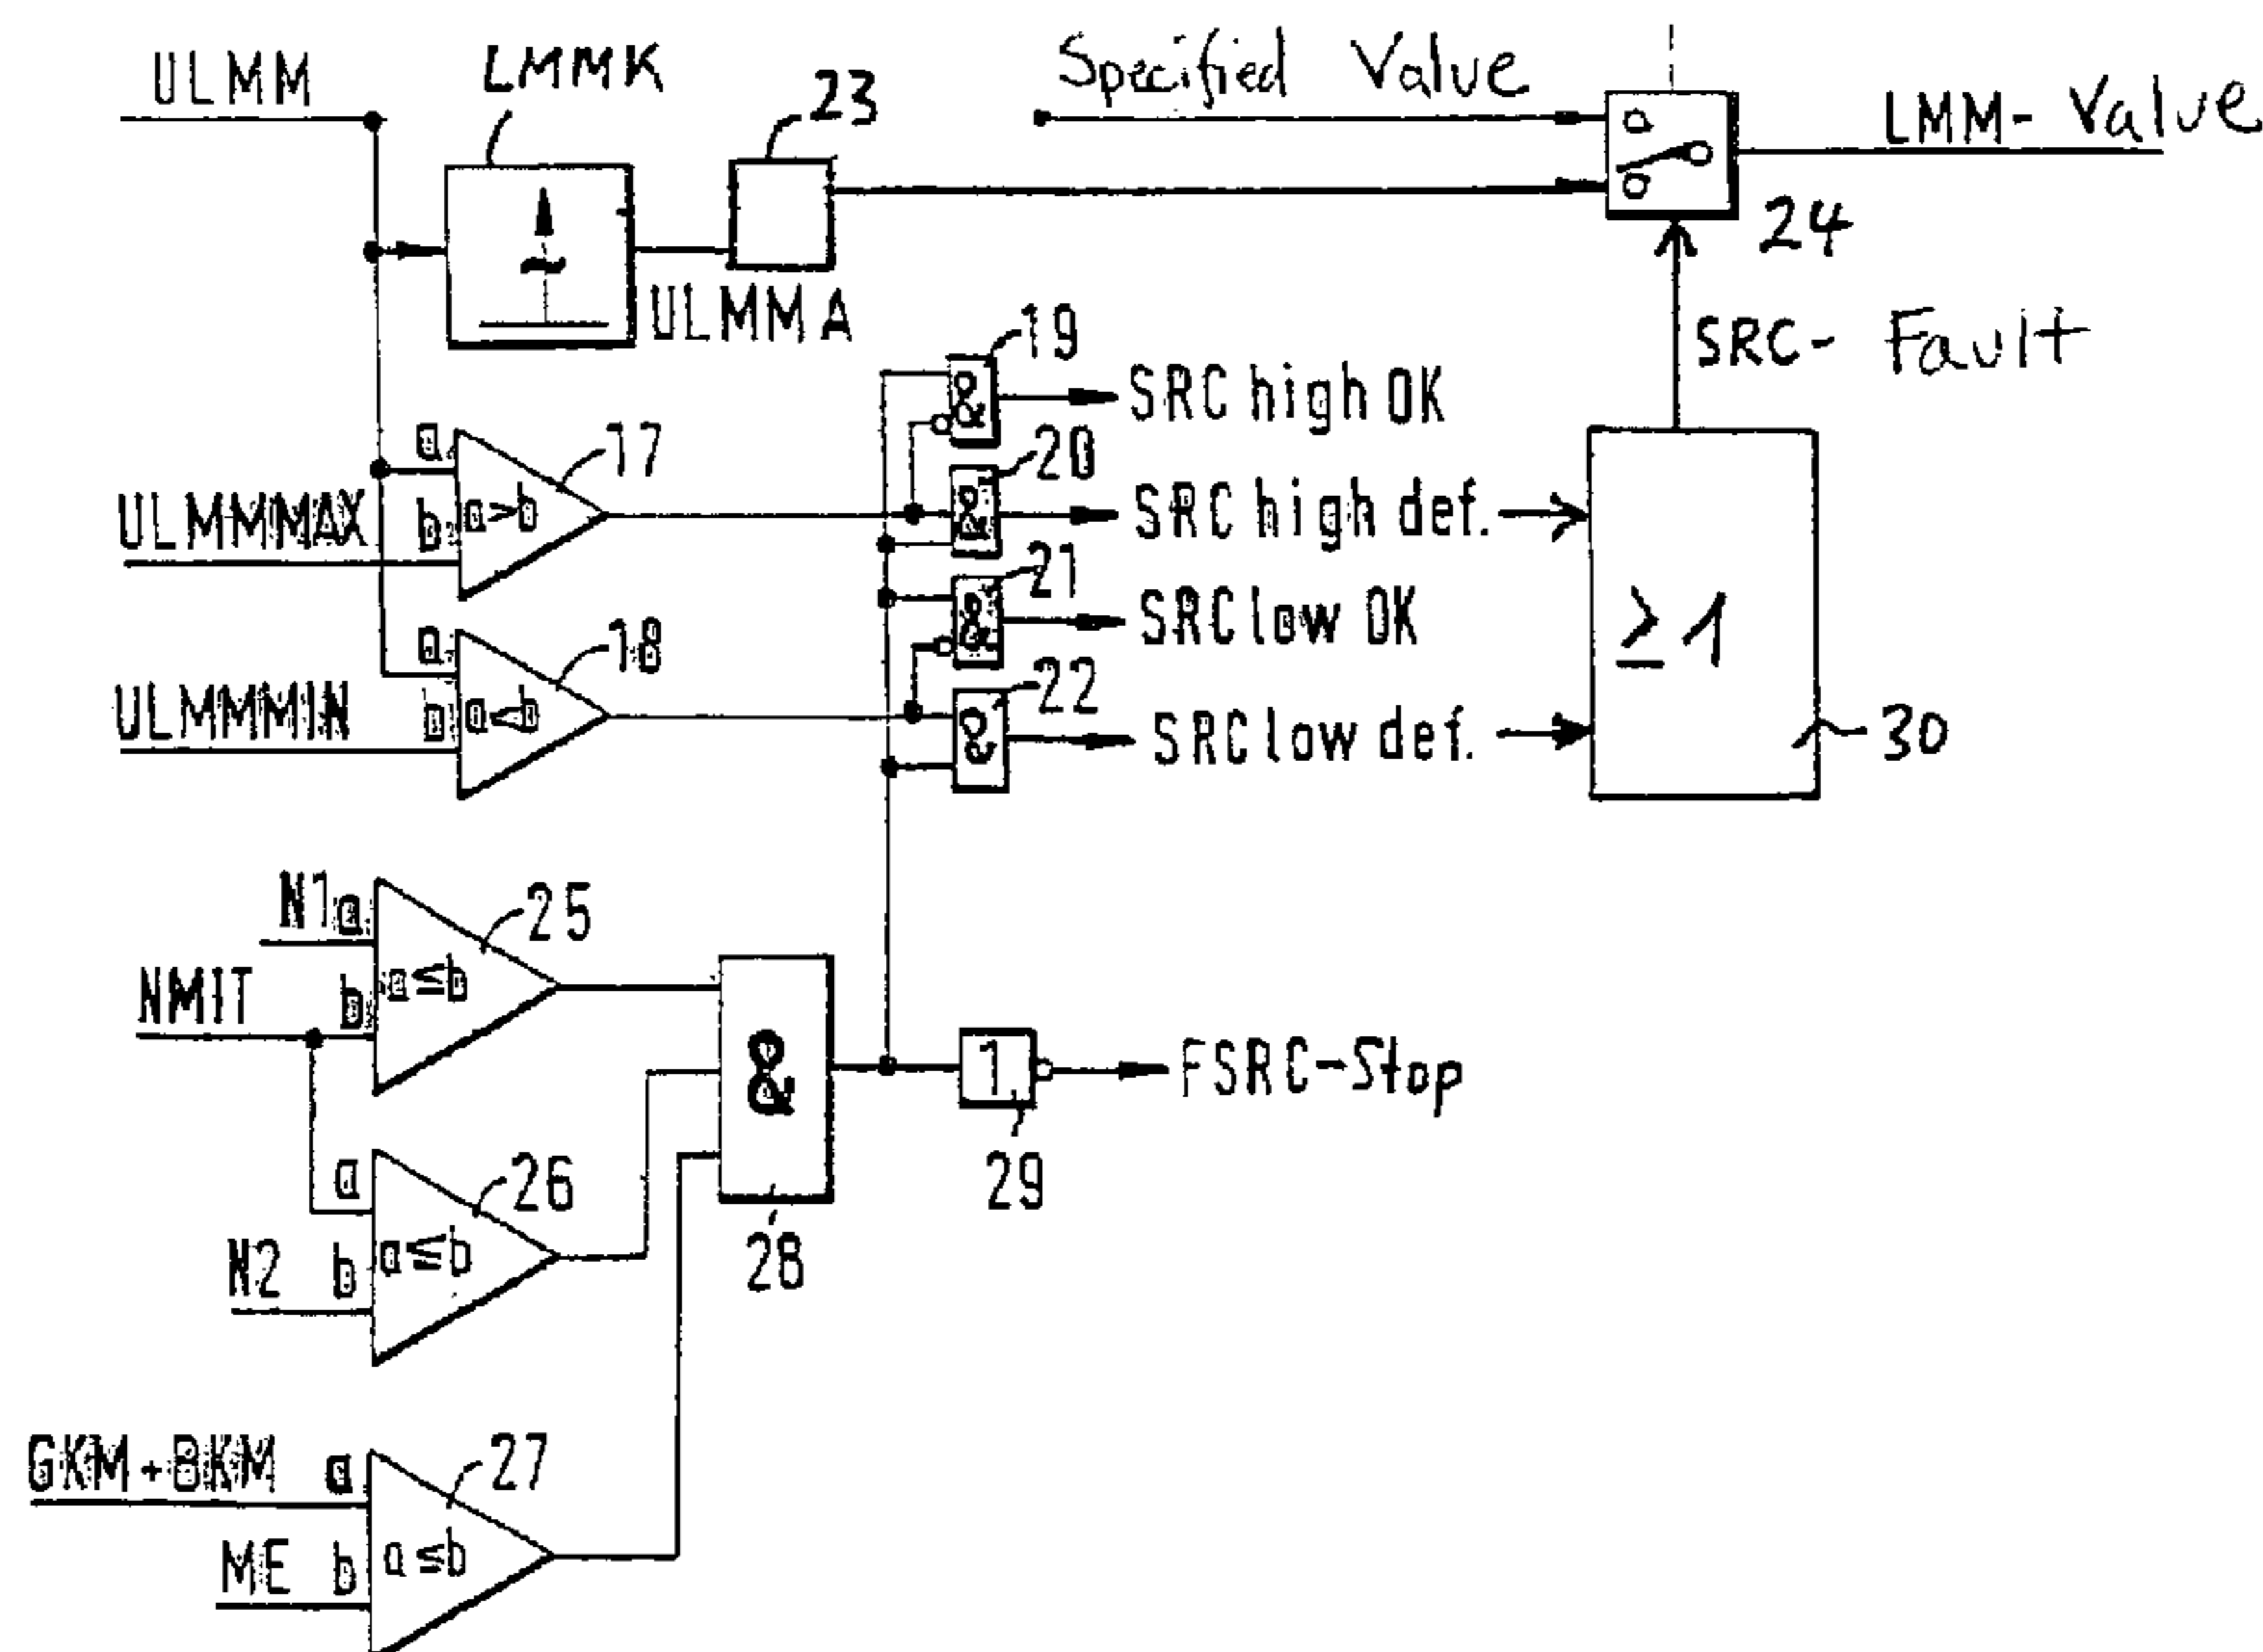 ULMM
LMMK
23
Specified Value
LMM- Value
24
ULMMA
SRC- Fault
19
SRC high OK
a
17
20
ULMMMAX
b
a>b
&
&
SRC high def.
21
SRC low OK
≥1
a
18
&
22
ULMMMIN
b
a<b
&
SRC low def.
30
N1
a
25
NMIT
b
a≤b
&
1
FSRC-Stop
29
a
26
N2
b
a≤b
28
GKM+BKM
a
27
ME
b
a≤b